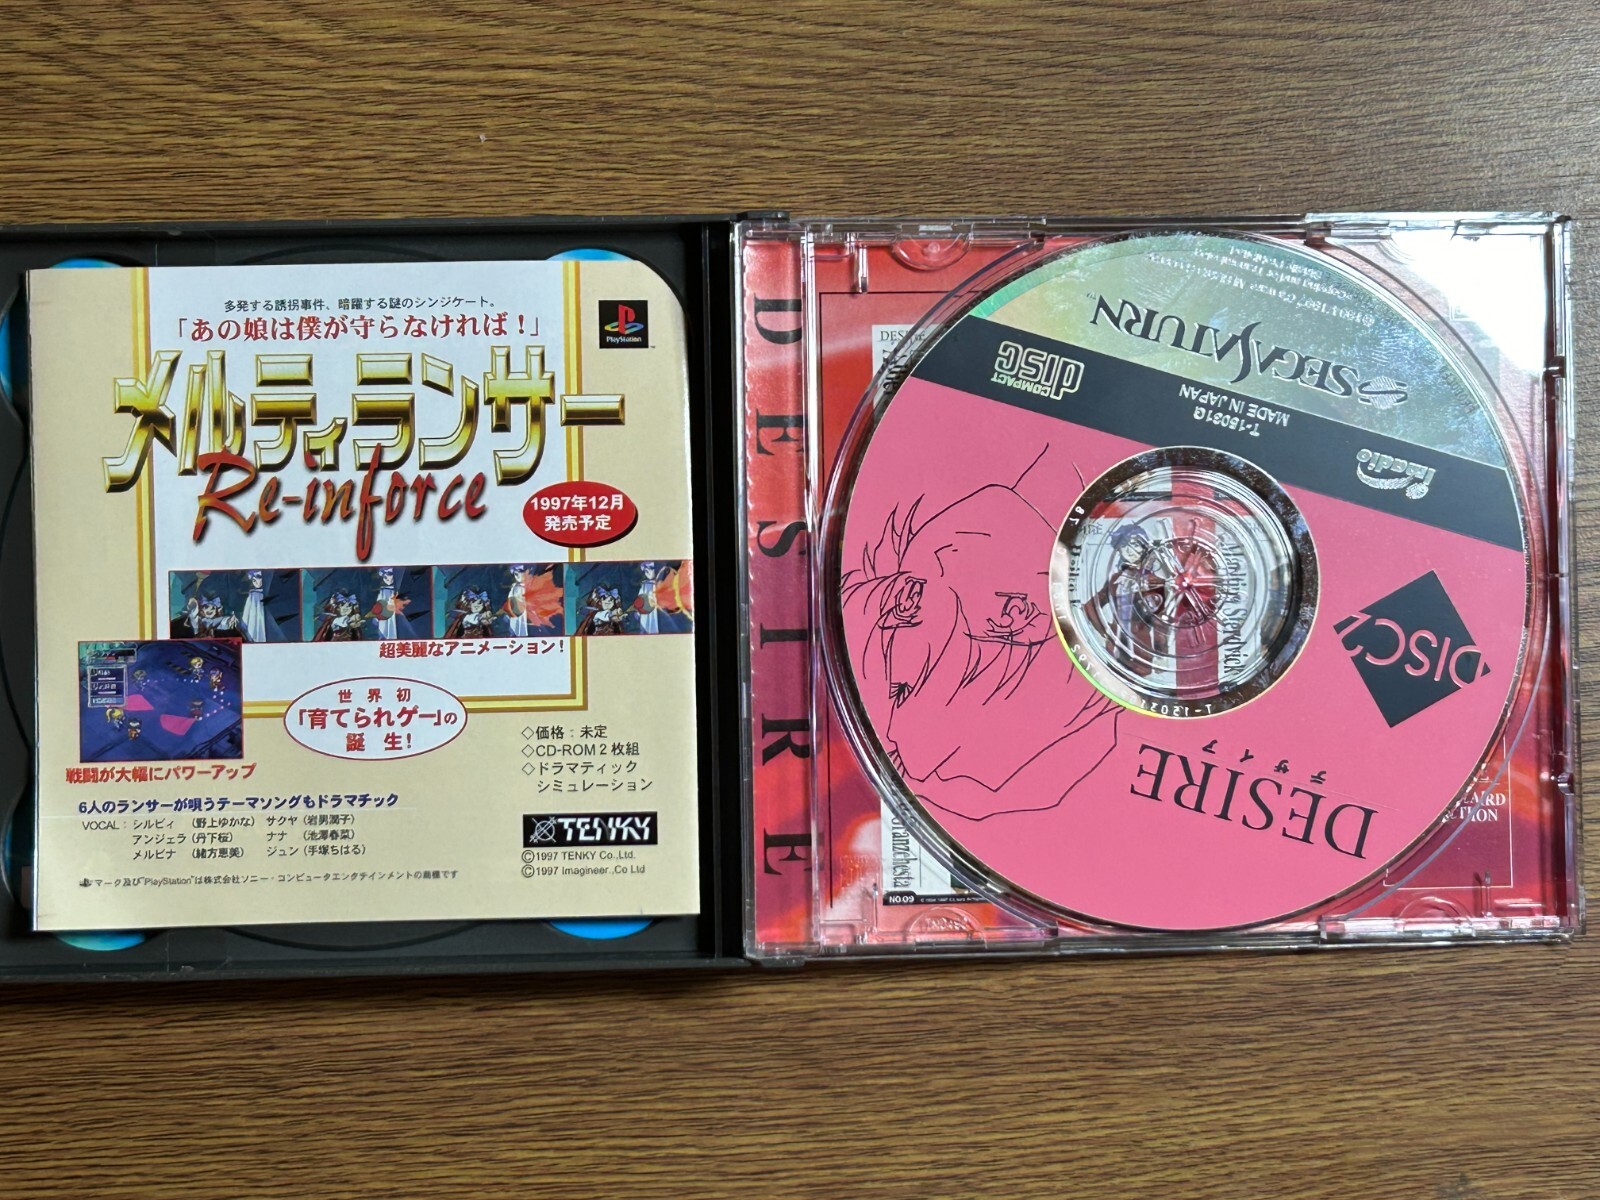 多発する誘拐事件、暗躍する謎のシンジケート。
「あの娘は僕が守らなければ!」
PlayStation
メルティランサー
Re-inforce
1997年12月
発売予定
超美麗なアニメーション!
世界初
「育てられゲー」の
誕生!
戦闘が大幅にパワーアップ
◇価格:未定
◇CD-ROM2枚組
◇ドラマティック
シミュレーション
6人のランサーが唄うテーマソングもドラマチック
VOCAL:シルビィ (野上ゆかな) サクヤ (岩男潤子)
アンジェラ(丹下桜) ナナ (池澤春菜)
メルビナ (緒方恵美) ジュン(手塚ちはる)
TENKY
©1997 TENKY Co.,Ltd.
©1997 Imagineer.,Co Ltd
マーク及び"PlayStation"は株式会社ソニー・コンピュータエンタテインメントの商標です
DESIRE
SEGA SATURN
COMPACT
disc
T-15031G
MADE IN JAPAN
imadio
DISC2
DESIRE
デザイア
NO.09